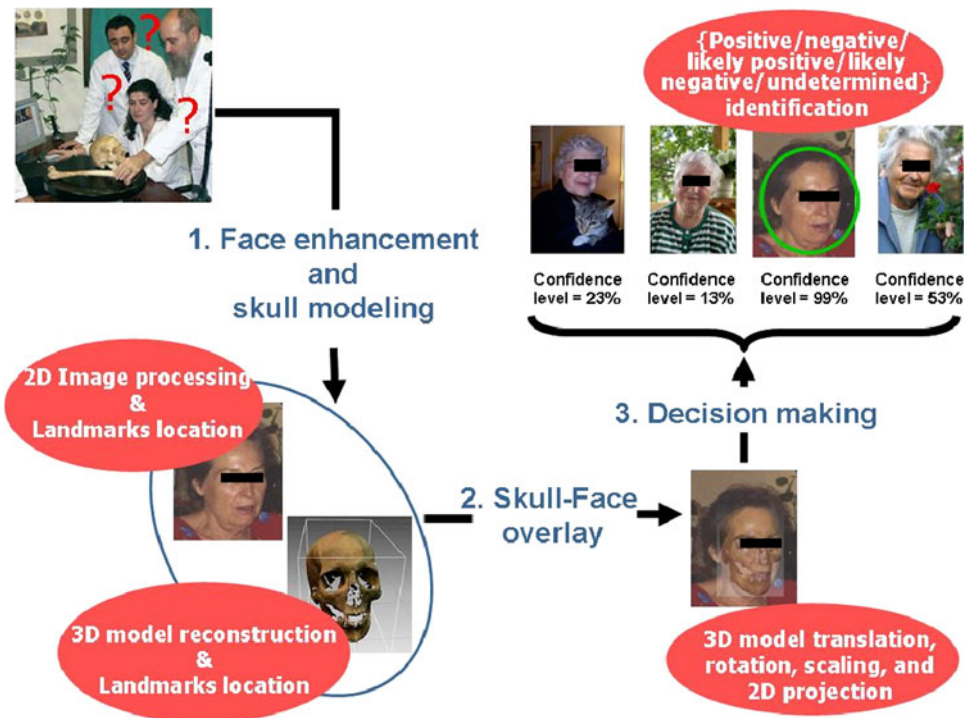 ?
?
?
{Positive/negative/
likely positive/likely
negative/undetermined}
identification
Confidence
level = 23%
Confidence
level = 13%
Confidence
level = 99%
Confidence
level = 53%
1. Face enhancement
and
skull modeling
2D Image processing
&
Landmarks location
3. Decision making
2. Skull-Face
overlay
3D model reconstruction
&
Landmarks location
3D model translation,
rotation, scaling, and
2D projection